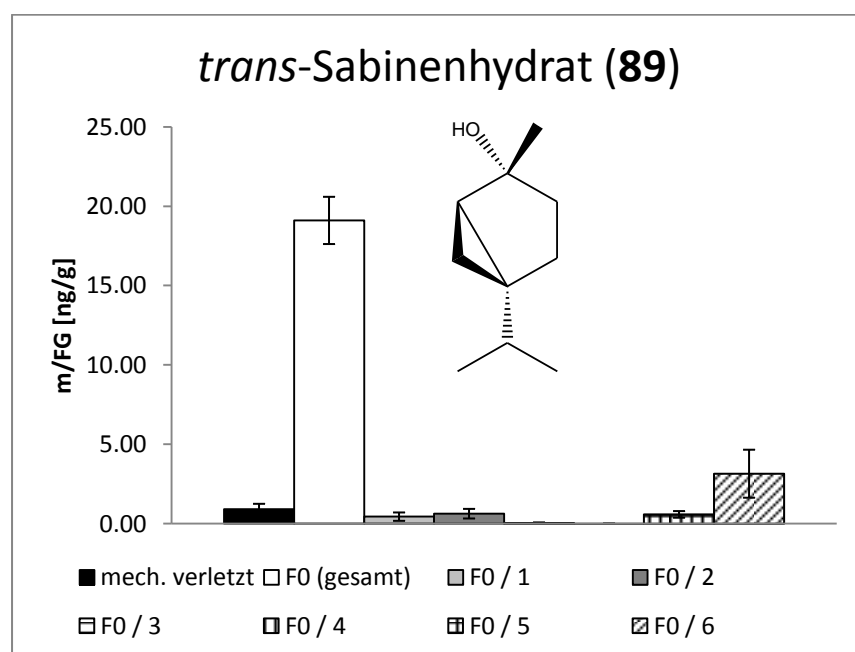 trans-Sabinenhydrat (89)
HO
25.00
20.00
15.00
10.00
5.00
0.00
m/FG [ng/g]
mech. verletzt F0 (gesamt) F0 / 1 F0 / 2
F0 / 3 F0 / 4 F0 / 5 F0 / 6